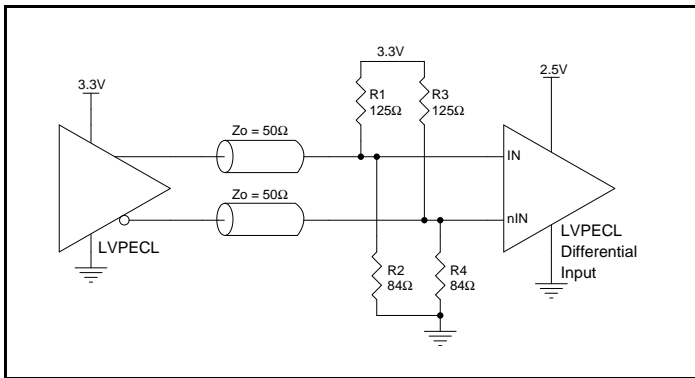 3.3V
3.3V
2.5V
R1
125Ω
R3
125Ω
Zo = 50Ω
IN
Zo = 50Ω
nIN
LVPECL
LVPECL
Differential
Input
R2
84Ω
R4
84Ω